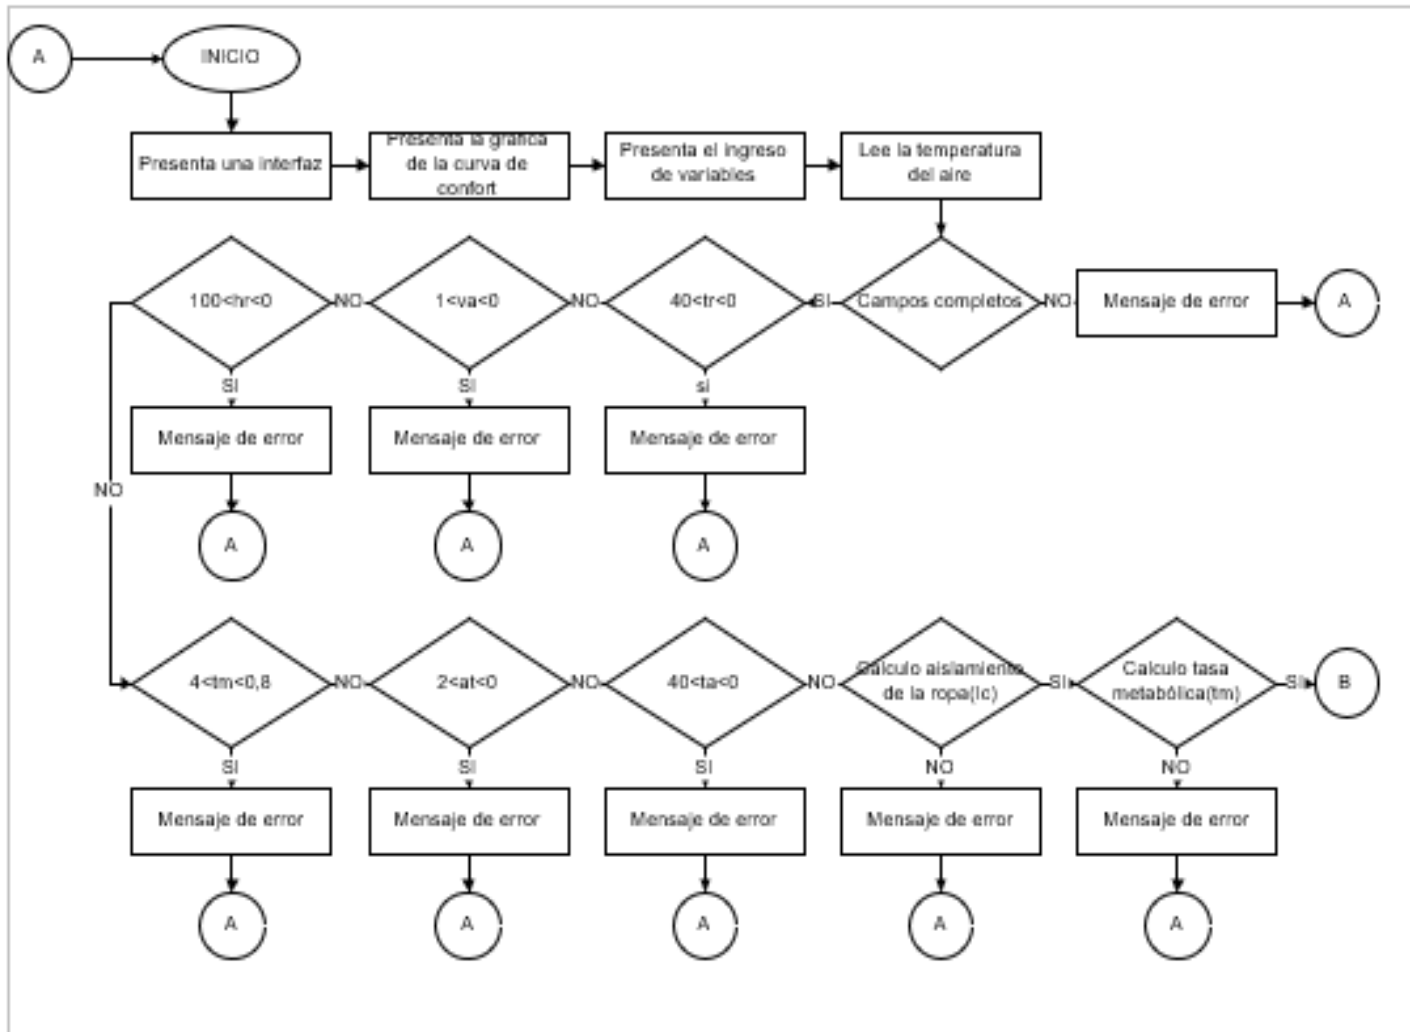 A
INICIO
Presenta una interfaz
Presenta la gráfica
de la curva de
confort
Presenta el ingreso
de variables
Lee la temperatura
del aire
100<hr<0
NO
1<va<0
NO
40<tr<0
SI
Campos completos
NO
Mensaje de error
A
SI
SI
si
Mensaje de error
Mensaje de error
Mensaje de error
NO
A
A
A
4<tm<0,8
NO
2<at<0
NO
40<ta<0
NO
Cálculo aislamiento
de la ropa(Ic)
SI
Calculo tasa
metabólica(tm)
SI
B
SI
SI
SI
NO
NO
Mensaje de error
Mensaje de error
Mensaje de error
Mensaje de error
Mensaje de error
A
A
A
A
A